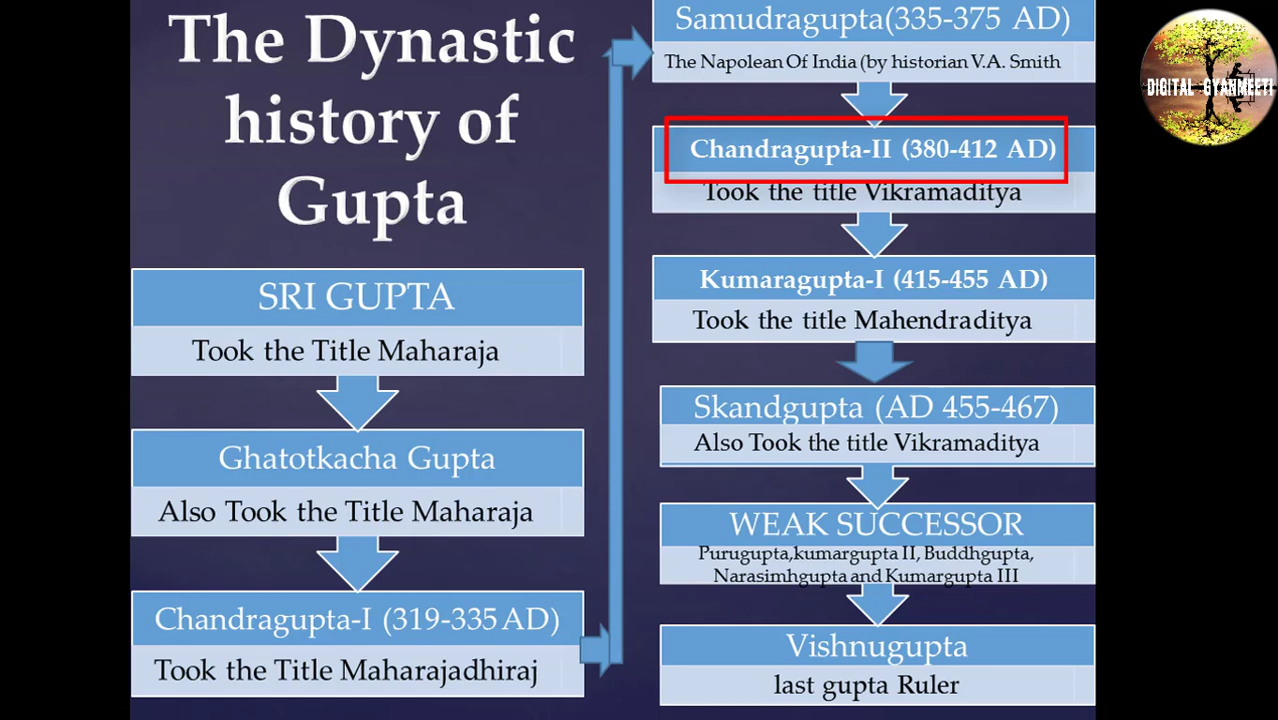 The Dynastic
history of
Gupta
SRI GUPTA
Took the Title Maharaja
Ghatotkacha Gupta
Also Took the Title Maharaja
Chandragupta-I (319-335 AD)
Took the Title Maharajadhiraj
Samudragupta(335-375 AD)
The Napolean Of India (by historian V.A. Smith
Chandragupta-II (380-412 AD)
Took the title Vikramaditya
Kumaragupta-I (415-455 AD)
Took the title Mahendraditya
Skandgupta (AD 455-467)
Also Took the title Vikramaditya
WEAK SUCCESSOR
Purugupta,kumargupta II, Buddhgupta,
Narasimhgupta and Kumargupta III
Vishnugupta
last gupta Ruler
DIGITAL GYANMEETI